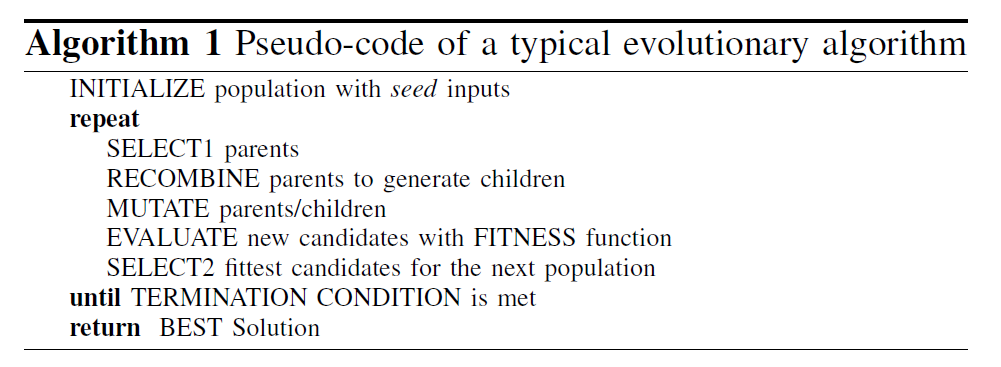 Algorithm 1 Pseudo-code of a typical evolutionary algorithm
INITIALIZE population with seed inputs
repeat
SELECT1 parents
RECOMBINE parents to generate children
MUTATE parents/children
EVALUATE new candidates with FITNESS function
SELECT2 fittest candidates for the next population
until TERMINATION CONDITION is met
return BEST Solution